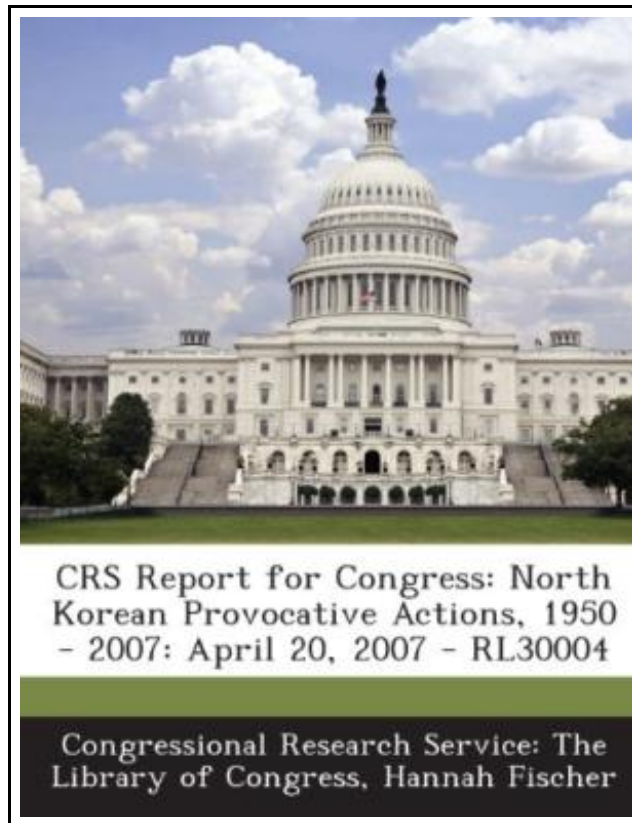 CRS Report for Congress: North
Korean Provocative Actions, 1950
- 2007: April 20, 2007 - RL30004
Congressional Research Service: The
Library of Congress, Hannah Fischer